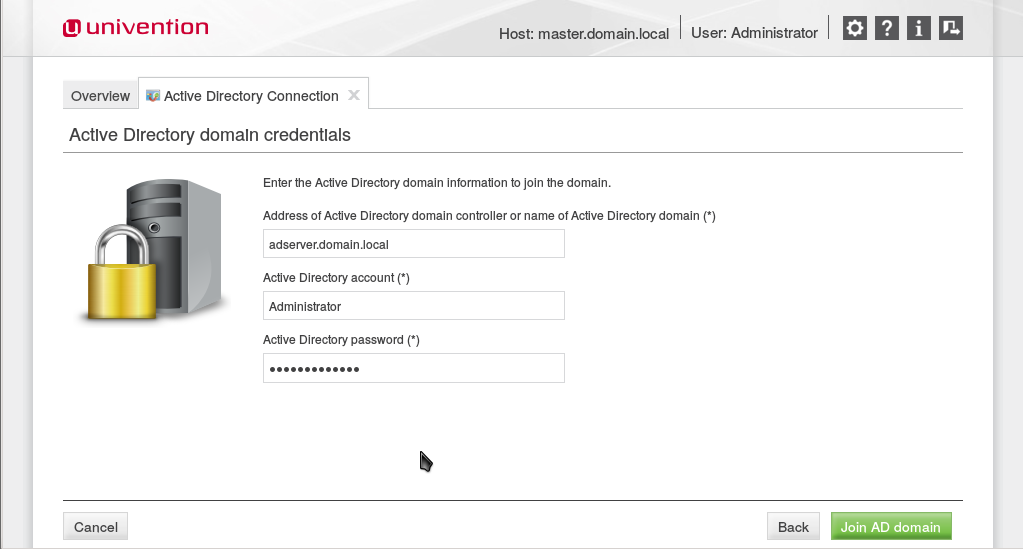 univention
Host: master.domain.local
User: Administrator
Overview
Active Directory Connection
Active Directory domain credentials
Enter the Active Directory domain information to join the domain.
Address of Active Directory domain controller or name of Active Directory domain (*)
adserver.domain.local
Active Directory account (*)
Administrator
Active Directory password (*)
•••••••••••••
Cancel
Back
Join AD domain